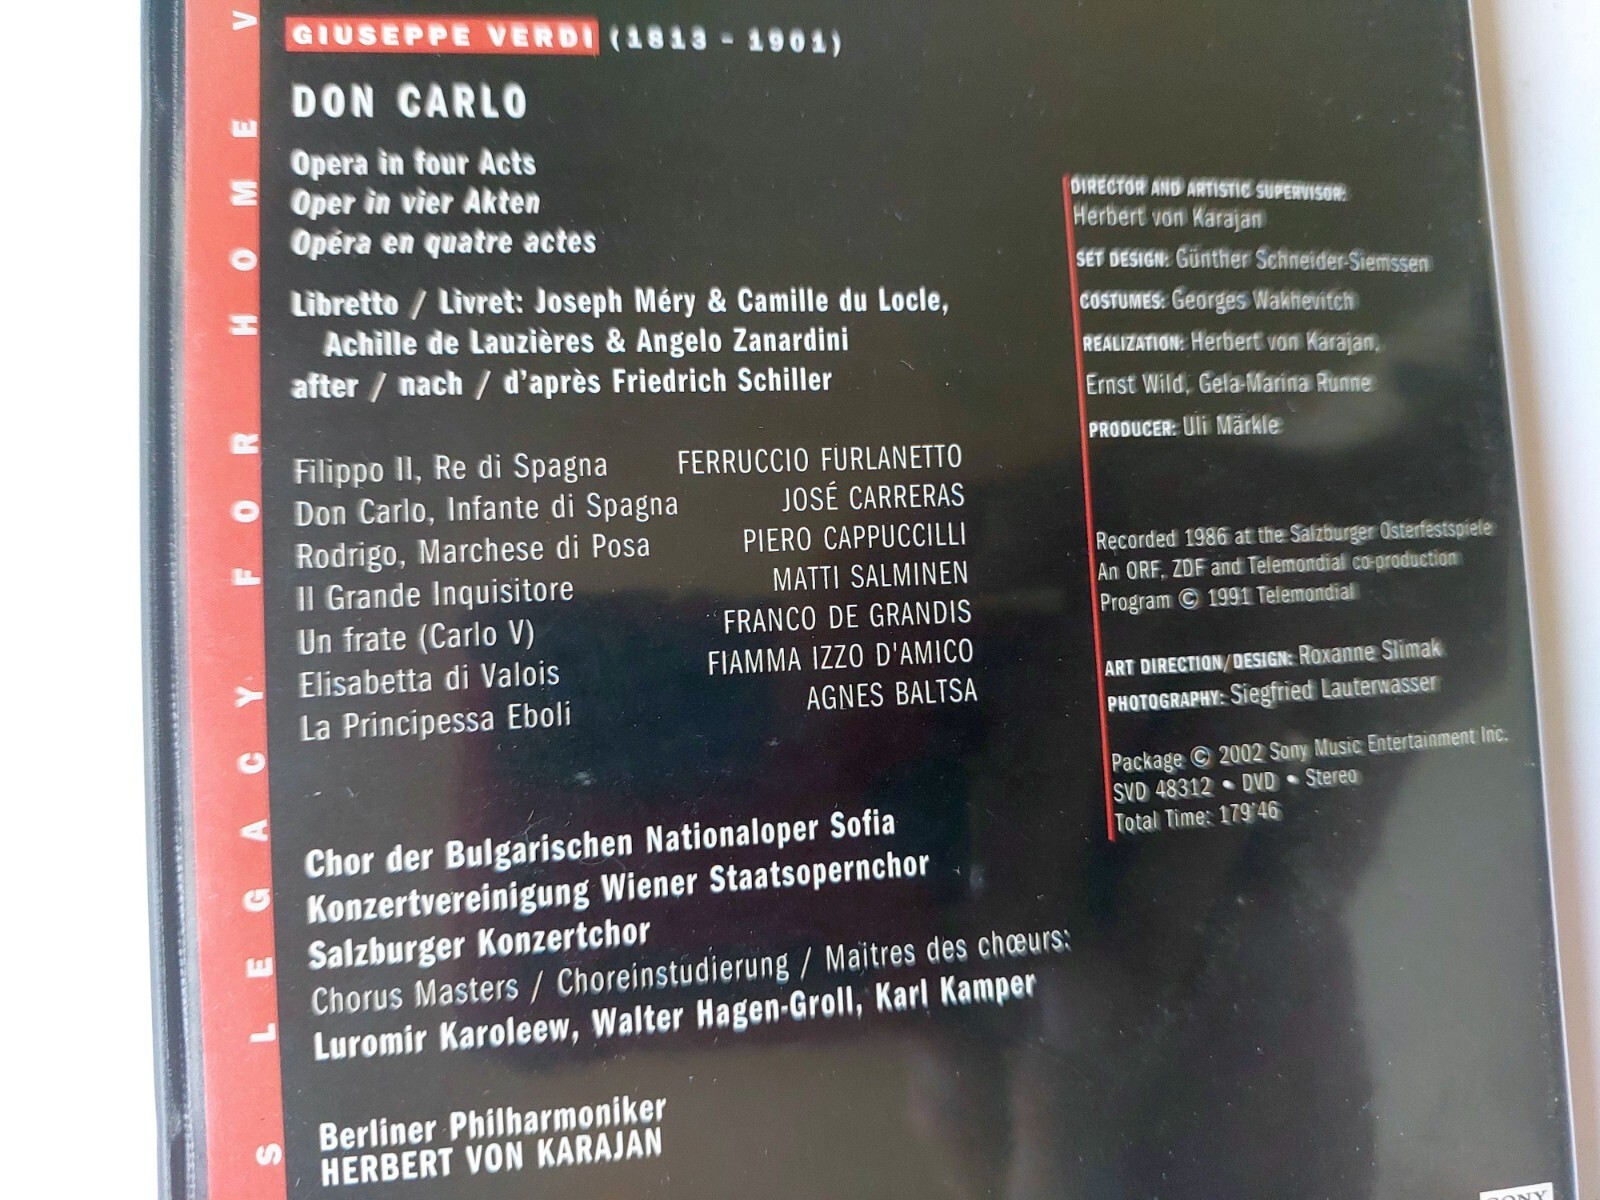 GIUSEPPE VERDI (1813 - 1901)
DON CARLO
Opera in four Acts
Oper in vier Akten
Opéra en quatre actes
Libretto / Livret: Joseph Méry & Camille du Locle,
Achille de Lauzières & Angelo Zanardini
after / nach / d'après Friedrich Schiller
Filippo II, Re di Spagna FERRUCCIO FURLANETTO
Don Carlo, Infante di Spagna JOSÉ CARRERAS
Rodrigo, Marchese di Posa PIERO CAPPUCCILLI
Il Grande Inquisitore MATTI SALMINEN
Un frate (Carlo V) FRANCO DE GRANDIS
Elisabetta di Valois FIAMMA IZZO D'AMICO
La Principessa Eboli AGNES BALTSA
Chor der Bulgarischen Nationaloper Sofia
Konzertvereinigung Wiener Staatsopernchor
Salzburger Konzertchor
Chorus Masters / Choreinstudierung / Maitres des chœurs:
Luromir Karoleew, Walter Hagen-Groll, Karl Kamper
Berliner Philharmoniker
HERBERT VON KARAJAN
DIRECTOR AND ARTISTIC SUPERVISOR:
Herbert von Karajan
SET DESIGN: Günther Schneider-Siemssen
COSTUMES: Georges Wakhevitch
REALIZATION: Herbert von Karajan,
Ernst Wild, Gela-Marina Runne
PRODUCER: Uli Märkle
Recorded 1986 at the Salzburger Osterfestspiele
An ORF, ZDF and Telemondial co-production
Program © 1991 Telemondial
ART DIRECTION/DESIGN: Roxanne Slimak
PHOTOGRAPHY: Siegfried Lauterwasser
Package © 2002 Sony Music Entertainment Inc.
SVD 48312 • DVD • Stereo
Total Time: 179'46
S LEGACY FOR HOME V
SONY